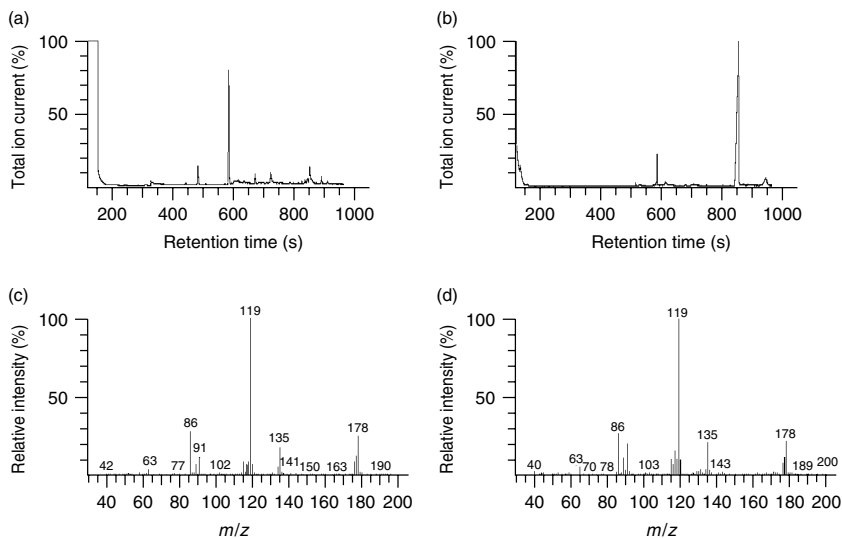 (a)
100
50
Total ion current (%)
200 400 600 800 1000
Retention time (s)
(b)
100
50
Total ion current (%)
200 400 600 800 1000
Retention time (s)
(c)
100
50
Relative intensity (%)
119
86
91
135
178
42
63
77
102
141
150
163
190
40 60 80 100 120 140 160 180 200
m/z
(d)
100
50
Relative intensity (%)
119
86
135
178
40
63
70
78
103
143
189
200
40 60 80 100 120 140 160 180 200
m/z